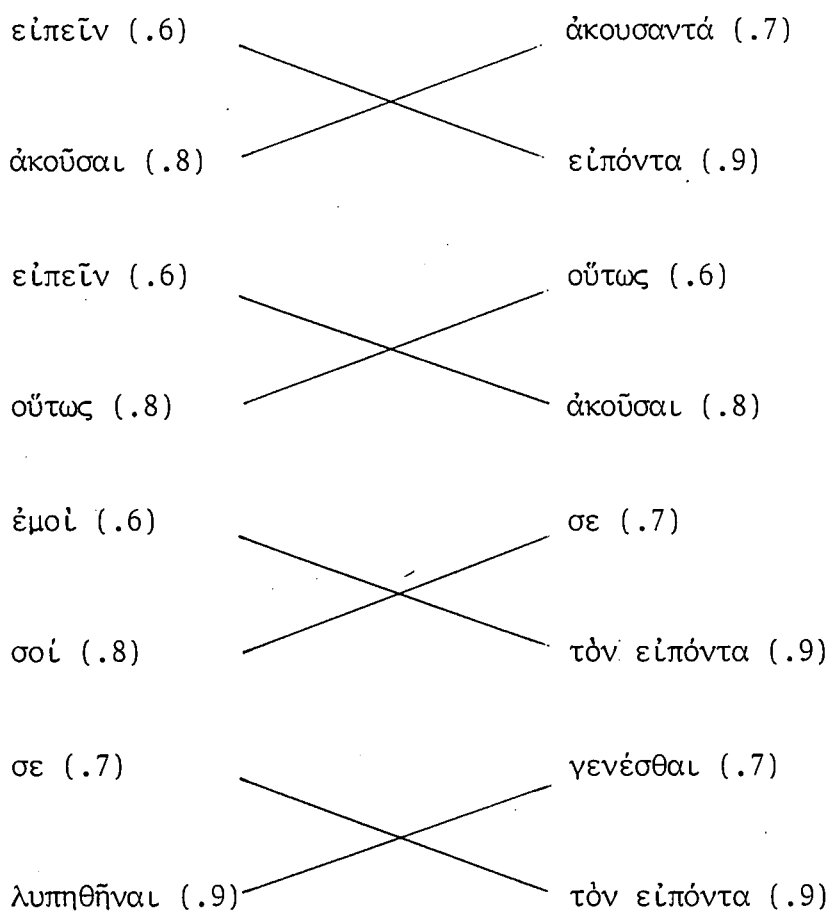 εἰπεῖν (.6) ἀκουσαντά (.7)
ἀκοῦσαι (.8) εἰπόντα (.9)
εἰπεῖν (.6) οὕτως (.6)
οὕτως (.8) ἀκοῦσαι (.8)
ἐμοὶ (.6) σε (.7)
σοί (.8) τὸν εἰπόντα (.9)
σε (.7) γενέσθαι (.7)
λυπηθῆναι (.9) τὸν εἰπόντα (.9)